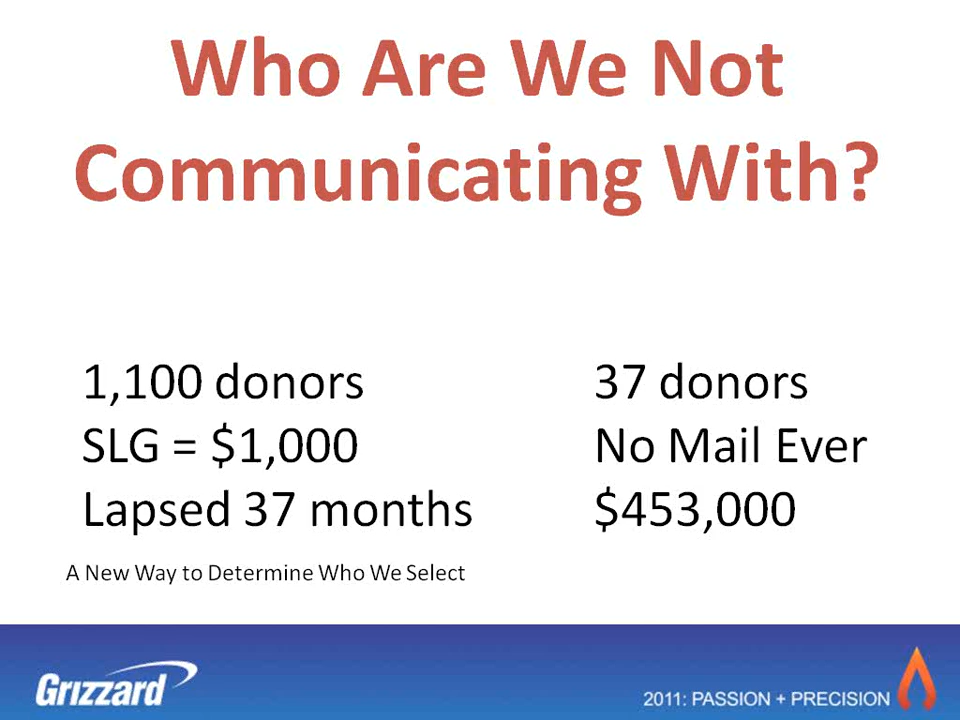 Who Are We Not
Communicating With?
1,100 donors
SLG = $1,000
Lapsed 37 months
37 donors
No Mail Ever
$453,000
A New Way to Determine Who We Select
Grizzard
2011: PASSION + PRECISION